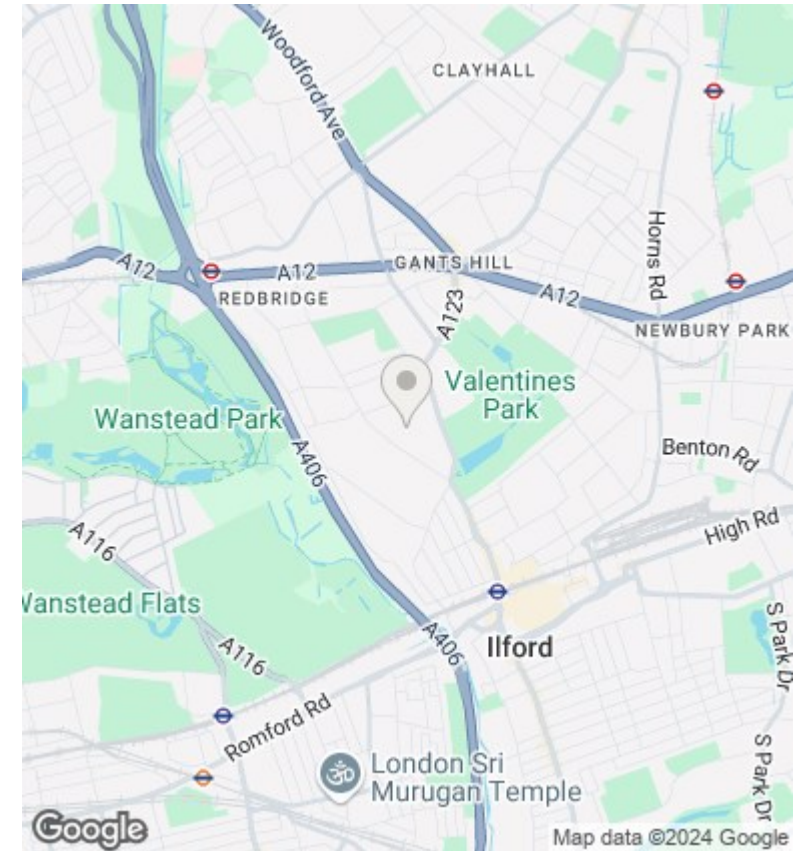 CLAYHALL
Woodford Ave
Horns Rd
A12
A12
GANTS HILL
REDBRIDGE
A12
A123
NEWBURY PARK
Valentines
Park
Wanstead Park
A406
Benton Rd
High Rd
A116
Wanstead Flats
A116
A406
Ilford
S Park Dr
Romford Rd
London Sri
Murugan Temple
S Park Dr
Google
Map data ©2024 Google